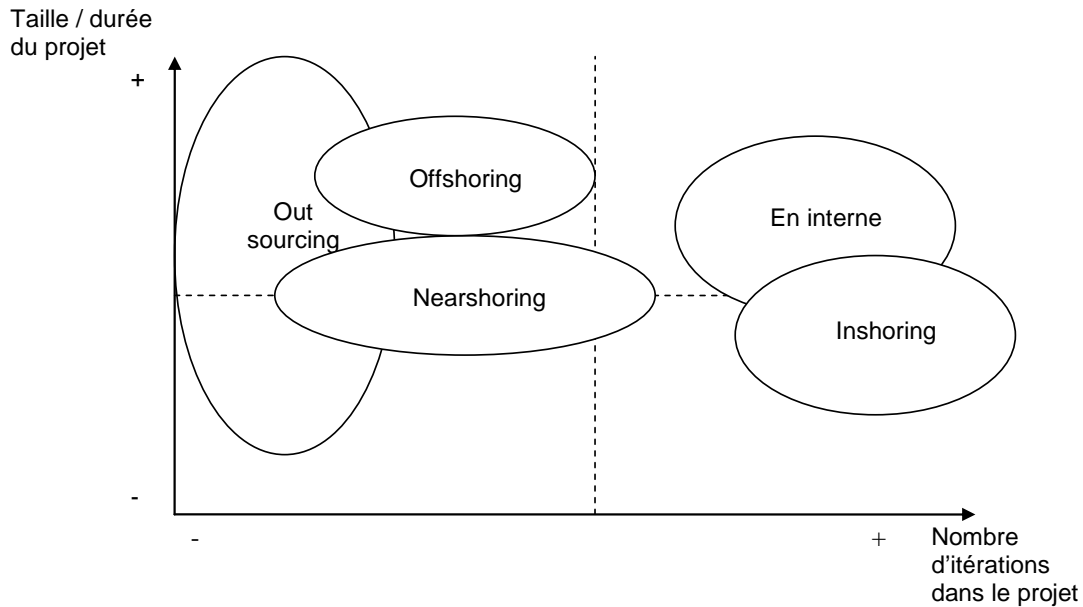 Taille / durée
du projet
+
Offshoring
Out
sourcing
En interne
Nearshoring
Inshoring
-
-
+
Nombre
d'itérations
dans le projet